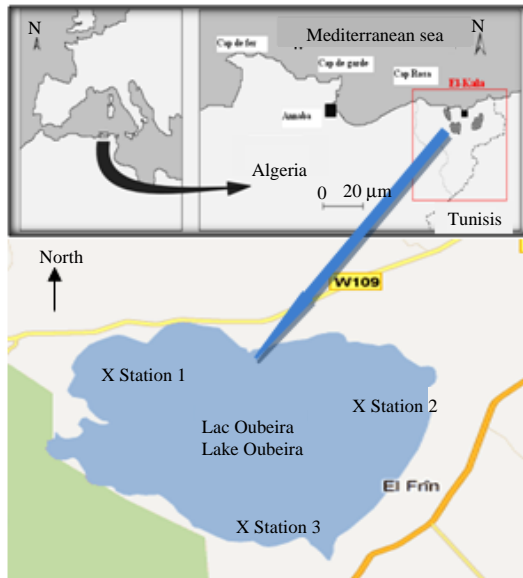 N
Mediterranean sea
N
Cap de fer
Cap de garde
Cap Rosa
El-Kala
Annaba
Algeria
0 20 µm
Tunisis
North
W109
X Station 1
X Station 2
Lac Oubeira
Lake Oubeira
El Frîn
X Station 3